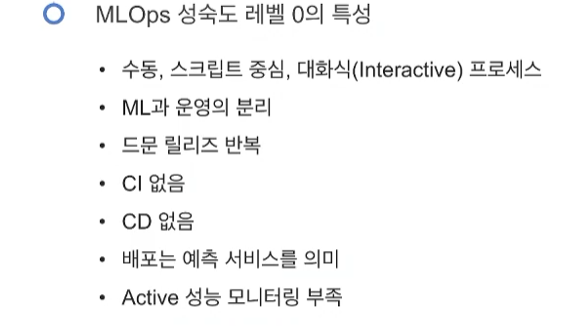 MLOps 성숙도 레벨 0의 특성
• 수동, 스크립트 중심, 대화식(Interactive) 프로세스
• ML과 운영의 분리
• 드문 릴리즈 반복
• CI 없음
• CD 없음
• 배포는 예측 서비스를 의미
• Active 성능 모니터링 부족